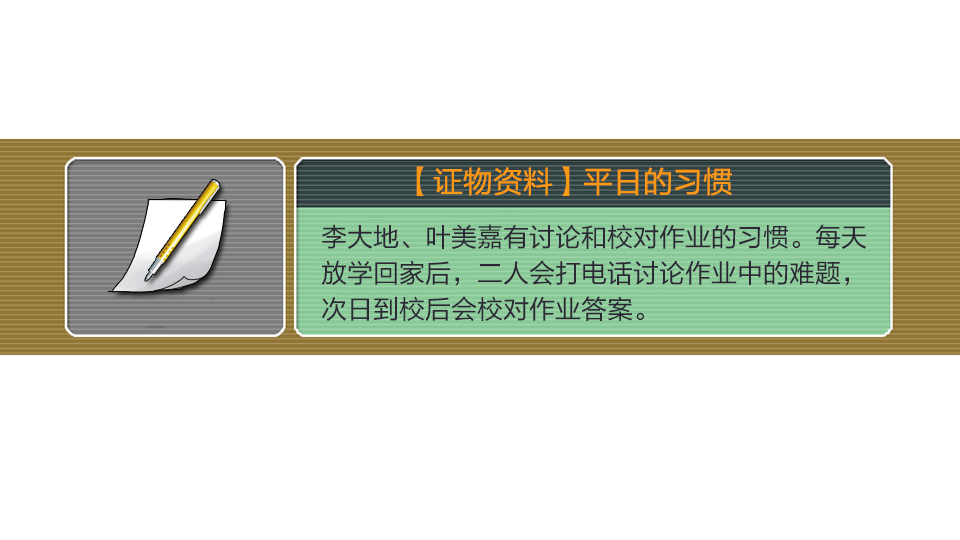 【证物资料】平日的习惯
李大地、叶美嘉有讨论和校对作业的习惯。每天
放学回家后，二人会打电话讨论作业中的难题，
次日到校后会校对作业答案。